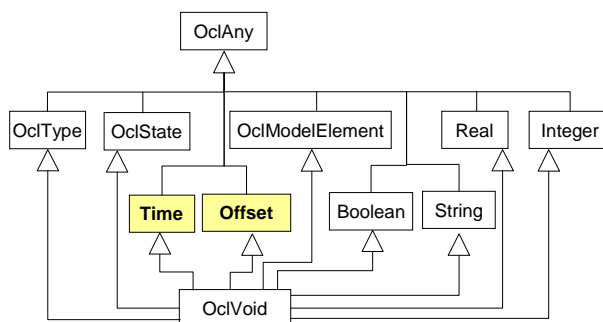 OclAny
OclType
OclState
OclModelElement
Real
Integer
Time
Offset
Boolean
String
OclVoid